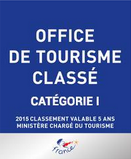 OFFICE
DE TOURISME
CLASSÉ
CATÉGORIE I
2015 CLASSEMENT VALABLE 5 ANS
MINISTÈRE CHARGÉ DU TOURISME
france